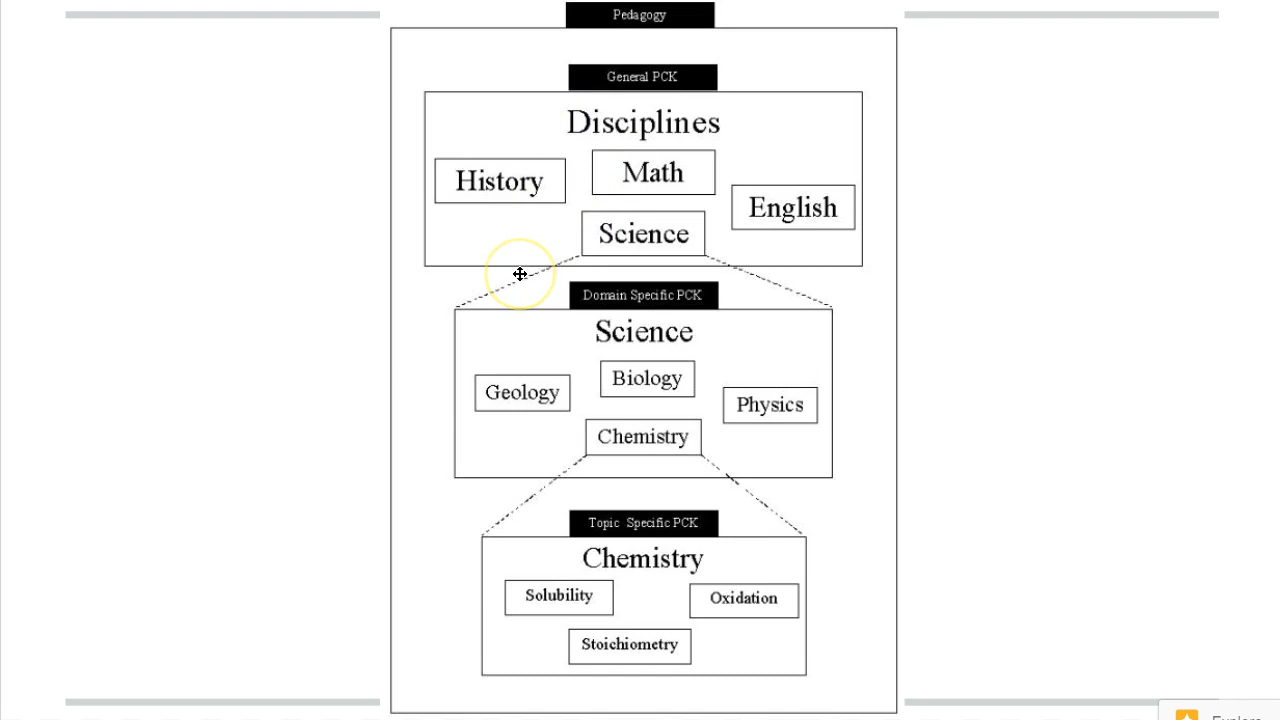 Pedagogy
General PCK
Disciplines
History
Math
English
Science
Domain Specific PCK
Science
Geology
Biology
Physics
Chemistry
Topic Specific PCK
Chemistry
Solubility
Oxidation
Stoichiometry